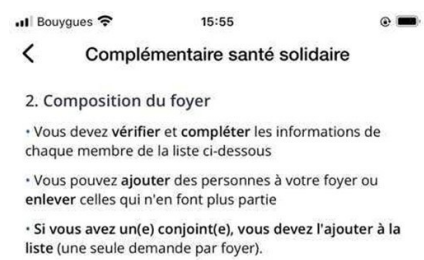 Bouygues 15:55
Complémentaire santé solidaire
2. Composition du foyer
• Vous devez vérifier et compléter les informations de
chaque membre de la liste ci-dessous
• Vous pouvez ajouter des personnes à votre foyer ou
enlever celles qui n'en font plus partie
• Si vous avez un(e) conjoint(e), vous devez l'ajouter à la
liste (une seule demande par foyer).